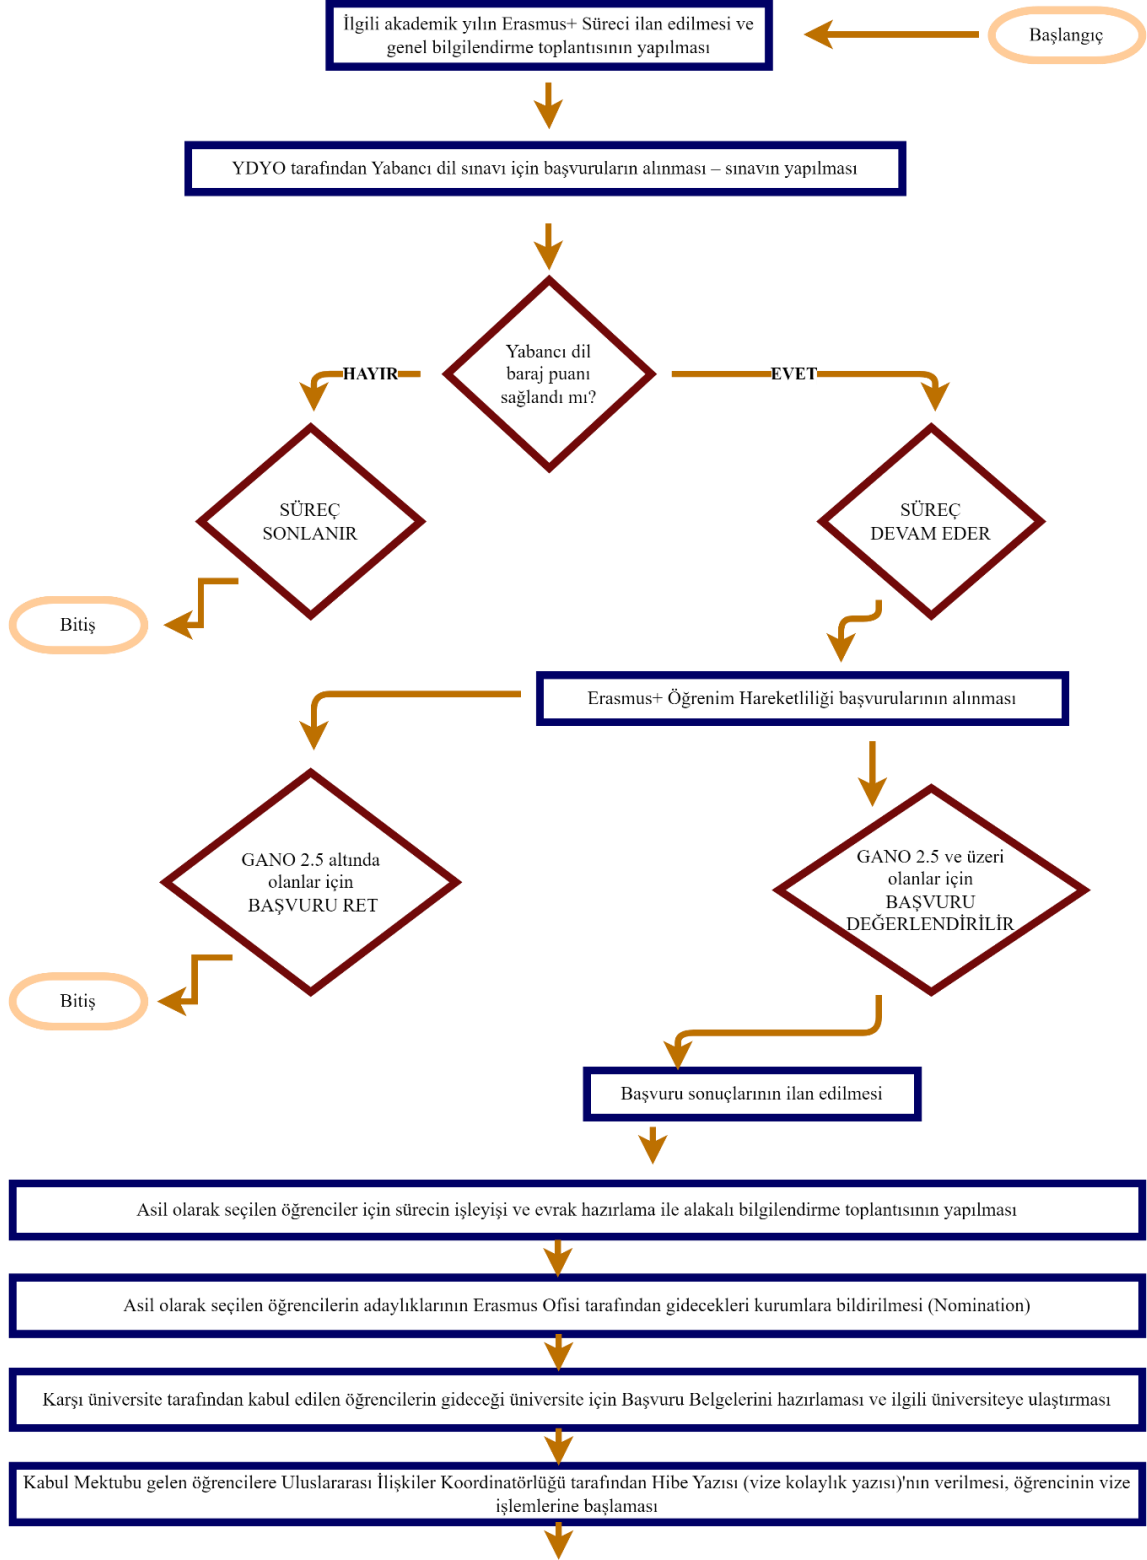 İlgili akademik yılın Erasmus+ Süreci ilan edilmesi ve
genel bilgilendirme toplantısının yapılması
Başlangıç
YDYO tarafından Yabancı dil sınavı için başvuruların alınması – sınavın yapılması
Yabancı dil
baraj puanı
sağlandı mı?
HAYIR
EVET
SÜREÇ
SONLANIR
SÜREÇ
DEVAM EDER
Bitiş
Erasmus+ Öğrenim Hareketliliği başvurularının alınması
GANO 2.5 altında
olanlar için
BAŞVURU RET
GANO 2.5 ve üzeri
olanlar için
BAŞVURU
DEĞERLENDİRİLİR
Bitiş
Başvuru sonuçlarının ilan edilmesi
Asil olarak seçilen öğrenciler için sürecin işleyişi ve evrak hazırlama ile alakalı bilgilendirme toplantısının yapılması
Asil olarak seçilen öğrencilerin adaylıklarının Erasmus Ofisi tarafından gidecekleri kurumlara bildirilmesi (Nomination)
Karşı üniversite tarafından kabul edilen öğrencilerin gideceği üniversite için Başvuru Belgelerini hazırlaması ve ilgili üniversiteye ulaştırması
Kabul Mektubu gelen öğrencilere Uluslararası İlişkiler Koordinatörlüğü tarafından Hibe Yazısı (vize kolaylık yazısı)'nın verilmesi, öğrencinin vize
işlemlerine başlaması